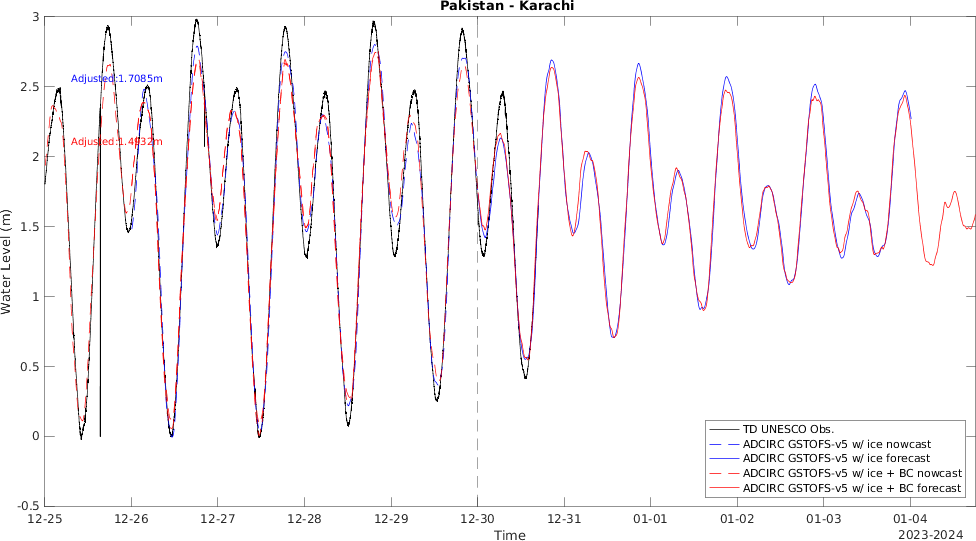 Pakistan - Karachi
3
2.5
2
1.5
1
0.5
0
-0.5
Water Level (m)
Adjusted:1.7085m
Adjusted:1.4932m
TD UNESCO Obs.
ADCIRC GSTOFS-v5 w/ ice nowcast
ADCIRC GSTOFS-v5 w/ ice forecast
ADCIRC GSTOFS-v5 w/ ice + BC nowcast
ADCIRC GSTOFS-v5 w/ ice + BC forecast
12-25 12-26 12-27 12-28 12-29 12-30 12-31 01-01 01-02 01-03 01-04
Time
2023-2024